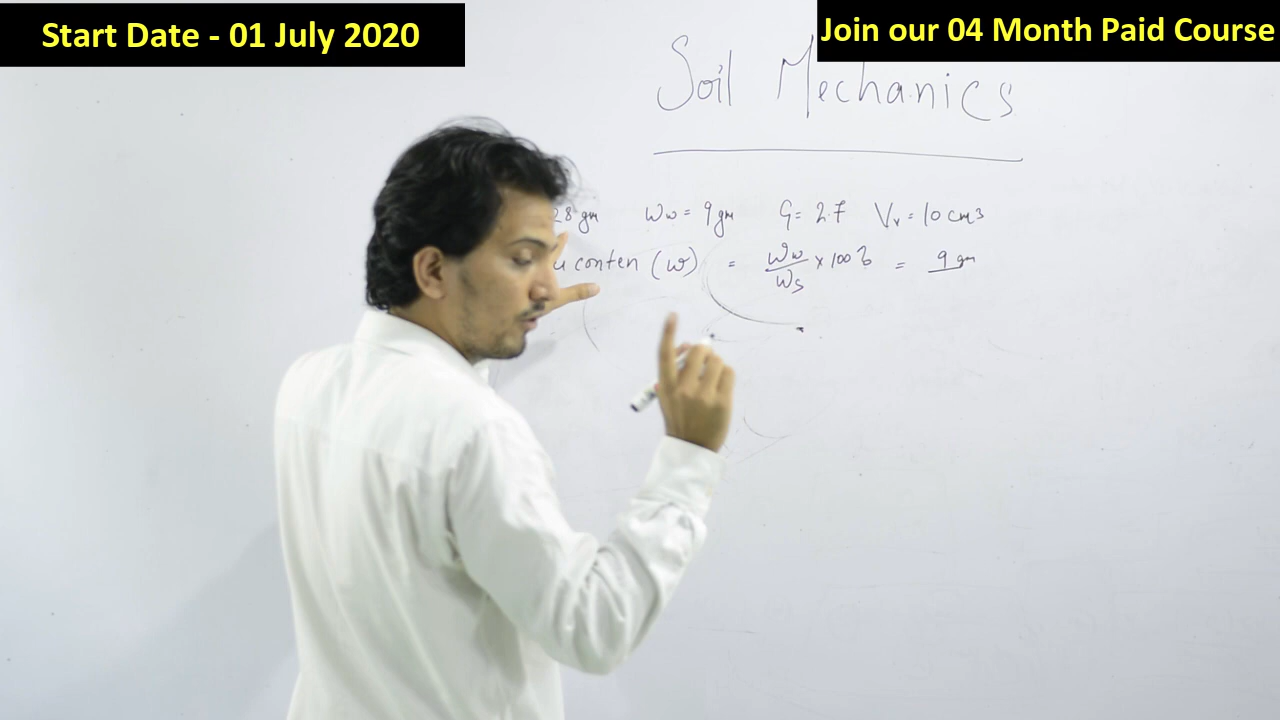 Start Date - 01 July 2020
Join our 04 Month Paid Course
Soil Mechanics
28 gm Ww = 9 gm G = 2.7 Vv = 10 cm3
conten (w) = Ww/Ws × 100% = 9 gm